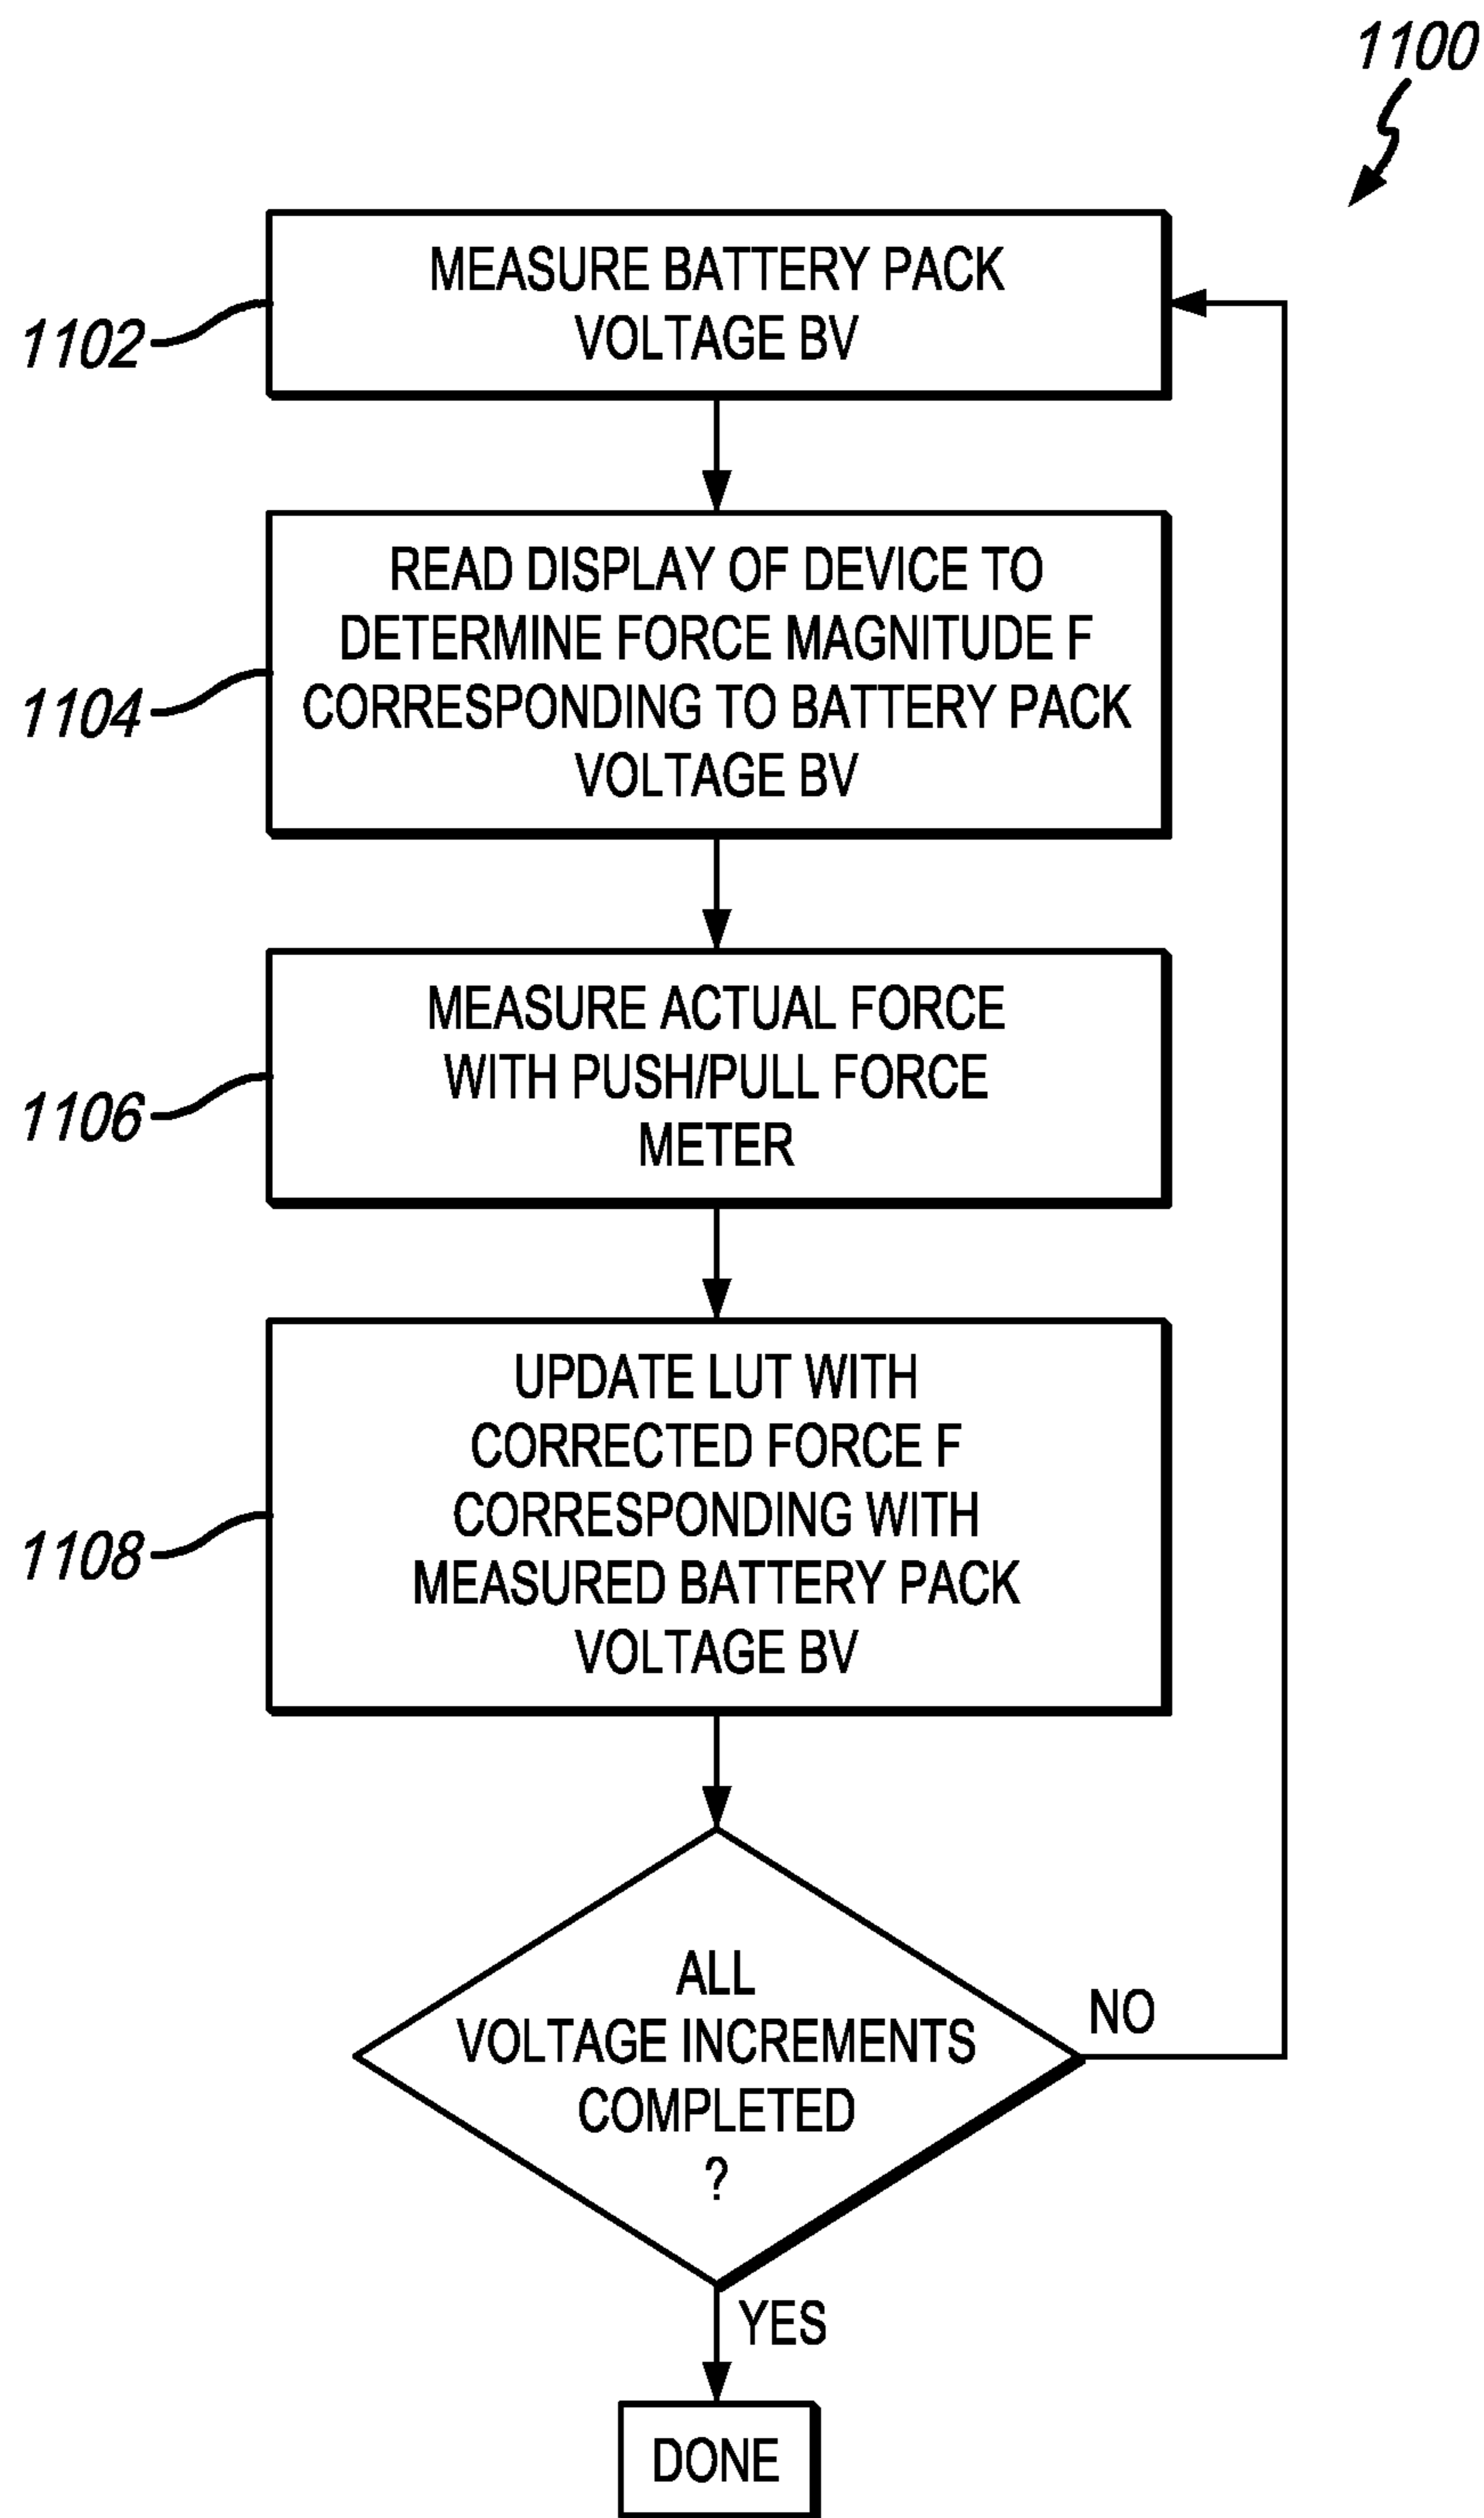 1100
MEASURE BATTERY PACK
VOLTAGE BV
1102
READ DISPLAY OF DEVICE TO
DETERMINE FORCE MAGNITUDE F
CORRESPONDING TO BATTERY PACK
VOLTAGE BV
1104
MEASURE ACTUAL FORCE
WITH PUSH/PULL FORCE
METER
1106
UPDATE LUT WITH
CORRECTED FORCE F
CORRESPONDING WITH
MEASURED BATTERY PACK
VOLTAGE BV
1108
ALL
VOLTAGE INCREMENTS
COMPLETED
?
NO
YES
DONE